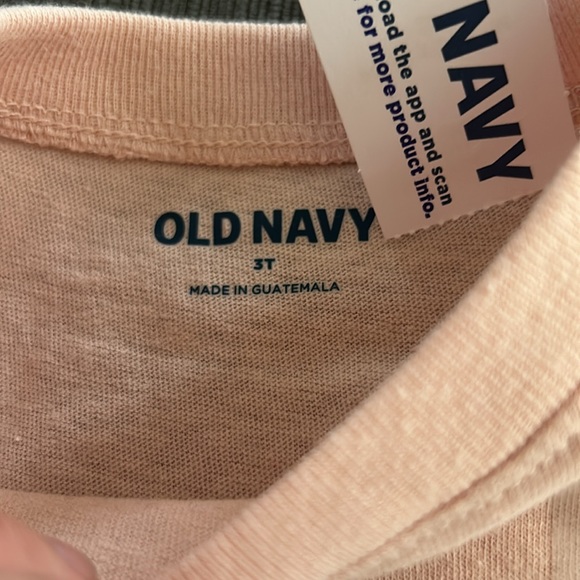 NAVY
oad the app and scan
for more product info.
OLD NAVY
3T
MADE IN GUATEMALA